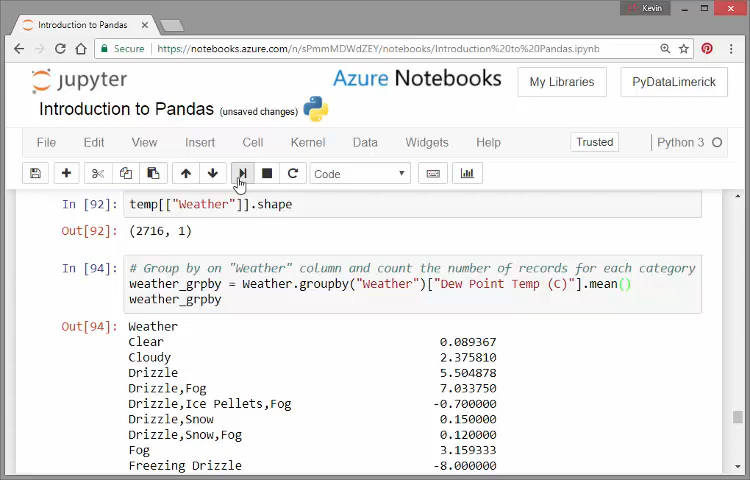 Kevin
Introduction to Pandas
Secure https://notebooks.azure.com/n/sPmmMDWdZEY/notebooks/Introduction%20to%20Pandas.ipynb
jupyter
Azure Notebooks
My Libraries
PyDataLimerick
Introduction to Pandas (unsaved changes)
File Edit View Insert Cell Kernel Data Widgets Help Trusted Python 3
Code
In [92]: temp[["Weather"]].shape
Out[92]: (2716, 1)
In [94]: # Group by on "Weather" column and count the number of records for each category
weather_grpby = Weather.groupby("Weather")["Dew Point Temp (C)"].mean()
weather_grpby
Out[94]: Weather
Clear 0.089367
Cloudy 2.375810
Drizzle 5.504878
Drizzle,Fog 7.033750
Drizzle,Ice Pellets,Fog -0.700000
Drizzle,Snow 0.150000
Drizzle,Snow,Fog 0.120000
Fog 3.159333
Freezing Drizzle -8.000000